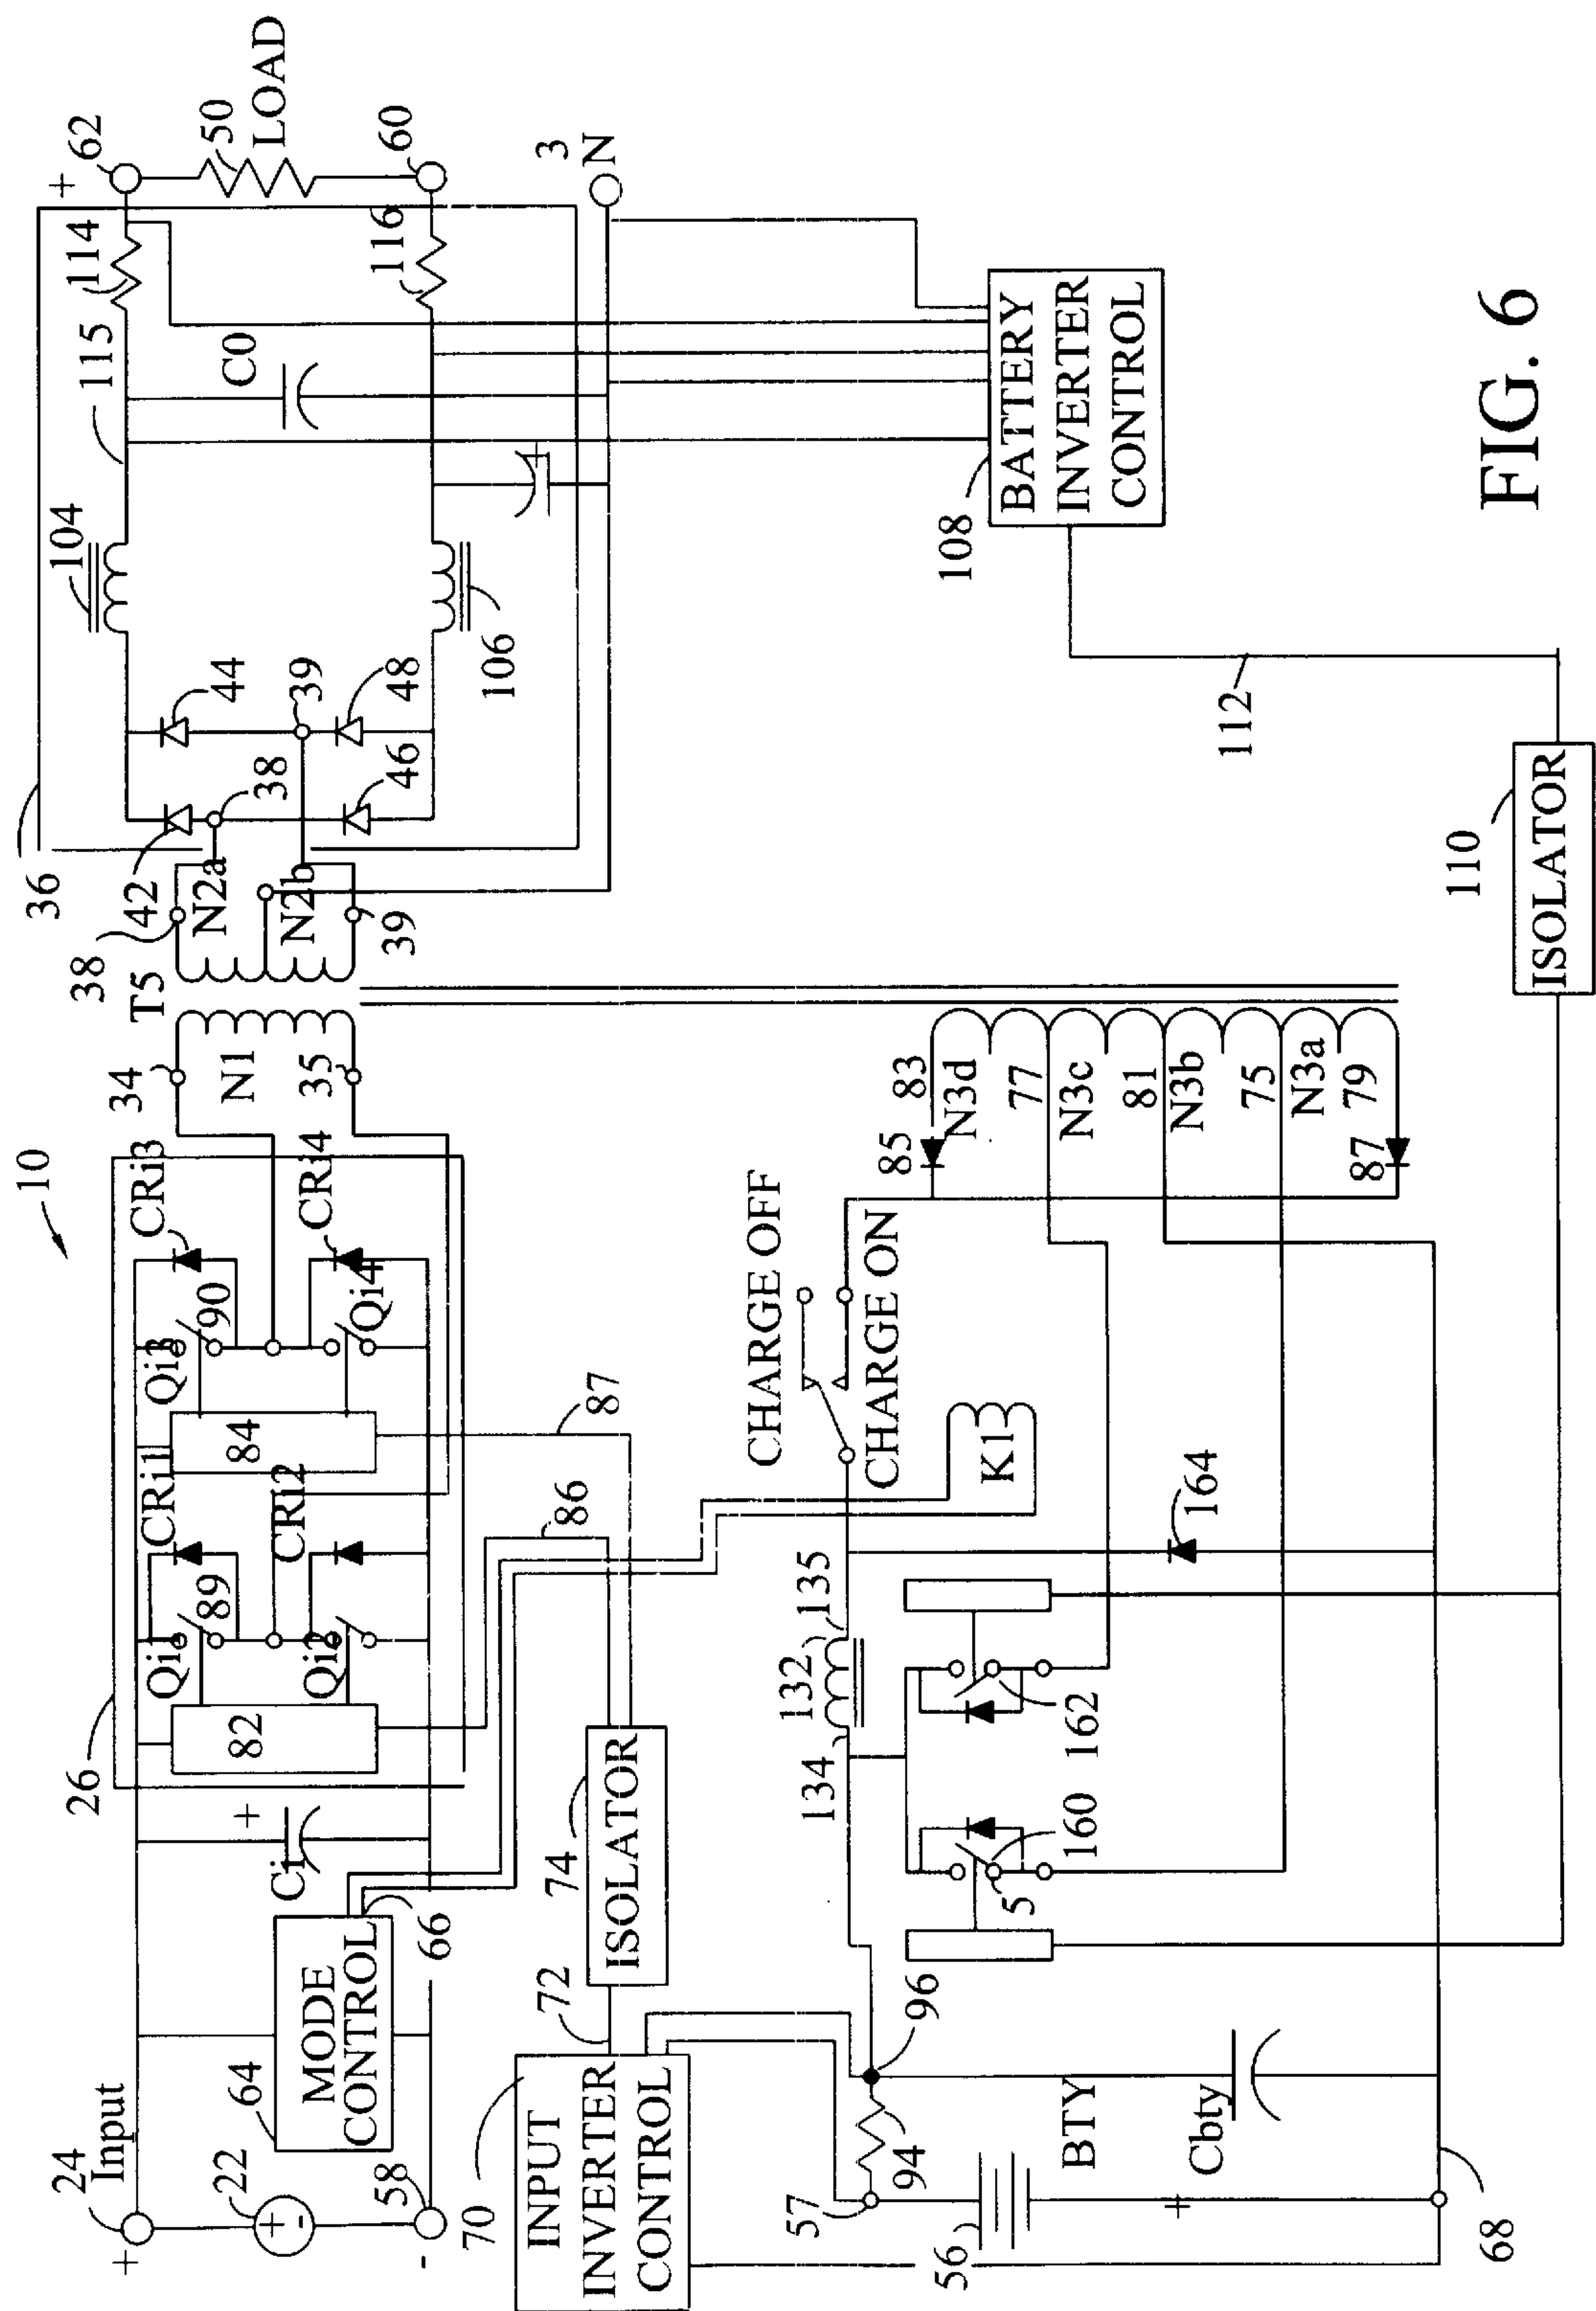 10
24
Input
+
22
+
-
58
-
64
MODE
CONTROL
66
Ci
+
26
82
Qi1
89
CRi1
Qi2
CRi2
84
Qi3
90
CRi3
Qi4
CRi4
86
87
34
N1
35
T5
38
N2a
N2b
39
36
42
38
44
39
46
48
104
106
115
C0
+
114
116
+
62
50
LOAD
60
3
N
70
INPUT
INVERTER
CONTROL
72
74
ISOLATOR
K1
CHARGE OFF
CHARGE ON
85
83
N3d
77
N3c
81
N3b
75
N3a
79
87
57
94
96
56
BTY
+
Cbty
68
134
132
135
5
160
162
164
108
BATTERY
INVERTER
CONTROL
112
110
ISOLATOR
FIG. 6